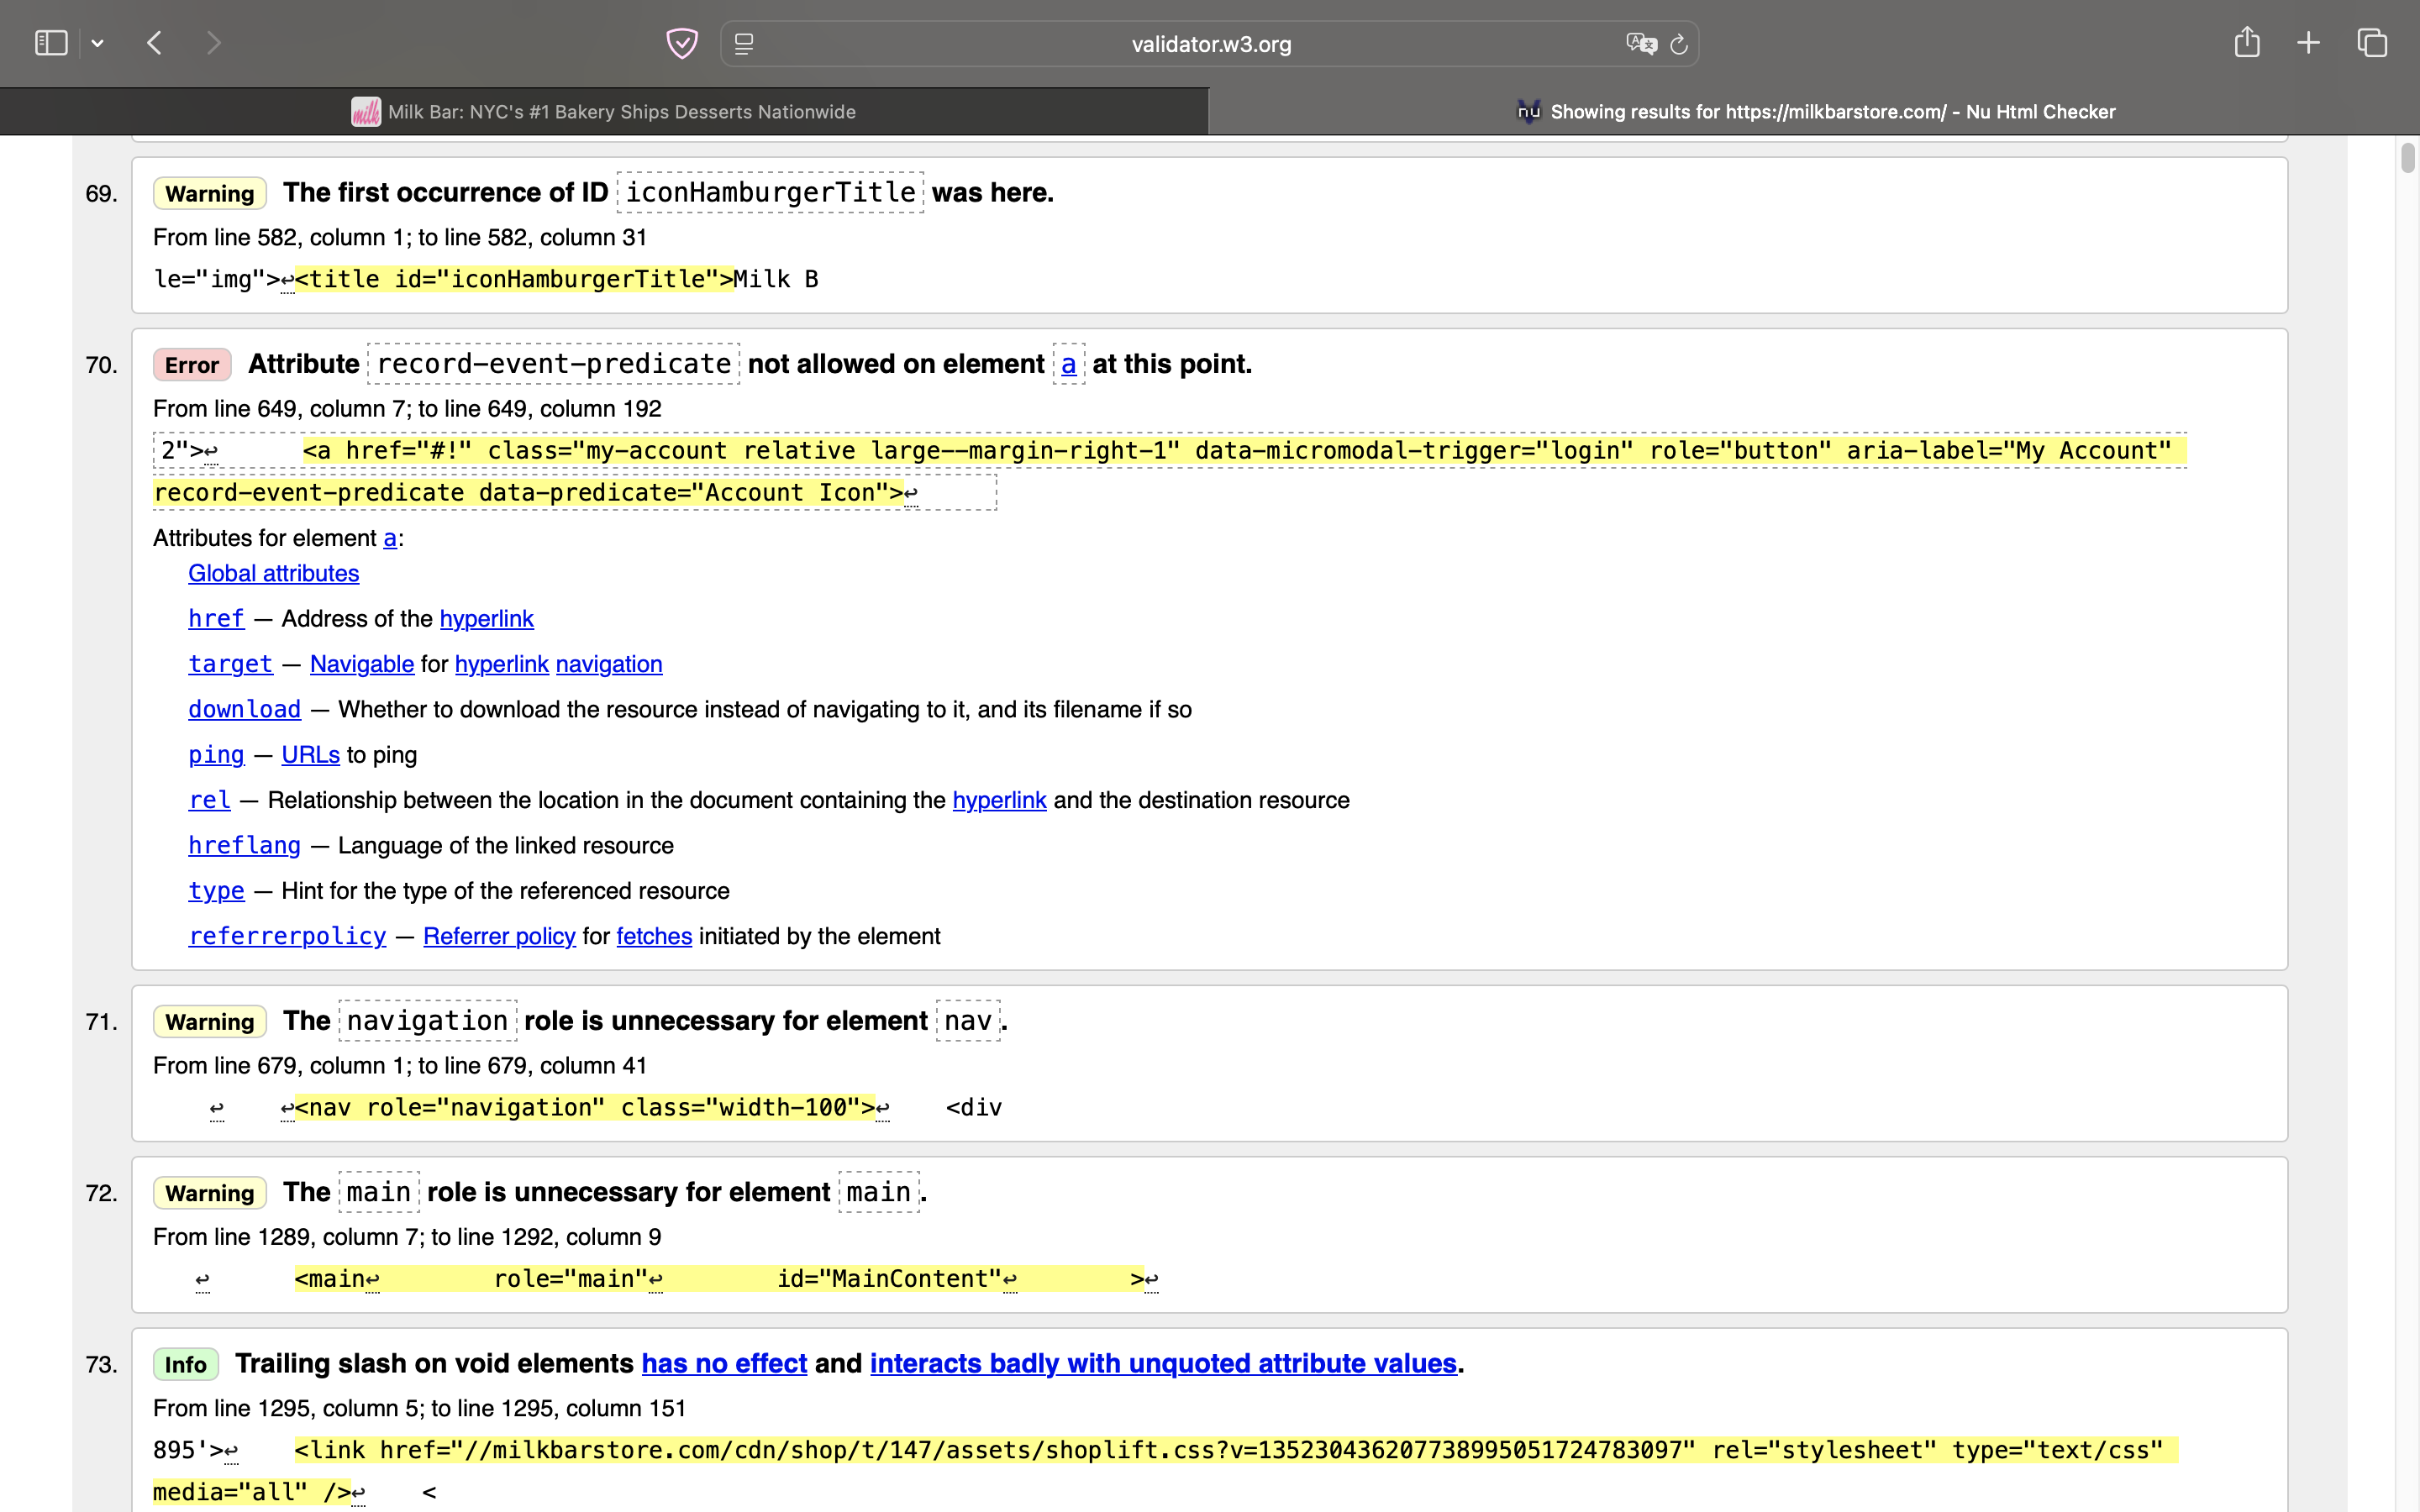 validator.w3.org
milk Milk Bar: NYC's #1 Bakery Ships Desserts Nationwide
nu Showing results for https://milkbarstore.com/ - Nu Html Checker
69. Warning The first occurrence of ID iconHamburgerTitle was here.
From line 582, column 1; to line 582, column 31
le="img">↩<title id="iconHamburgerTitle">Milk B
70. Error Attribute record-event-predicate not allowed on element a at this point.
From line 649, column 7; to line 649, column 192
2">↩ <a href="#!" class="my-account relative large--margin-right-1" data-micromodal-trigger="login" role="button" aria-label="My Account"
record-event-predicate data-predicate="Account Icon">↩
Attributes for element a:
Global attributes
href — Address of the hyperlink
target — Navigable for hyperlink navigation
download — Whether to download the resource instead of navigating to it, and its filename if so
ping — URLs to ping
rel — Relationship between the location in the document containing the hyperlink and the destination resource
hreflang — Language of the linked resource
type — Hint for the type of the referenced resource
referrerpolicy — Referrer policy for fetches initiated by the element
71. Warning The navigation role is unnecessary for element nav.
From line 679, column 1; to line 679, column 41
↩ ↩<nav role="navigation" class="width-100">↩ <div
72. Warning The main role is unnecessary for element main.
From line 1289, column 7; to line 1292, column 9
↩ <main↩ role="main"↩ id="MainContent"↩ >↩
73. Info Trailing slash on void elements has no effect and interacts badly with unquoted attribute values.
From line 1295, column 5; to line 1295, column 151
895'>↩ <link href="//milkbarstore.com/cdn/shop/t/147/assets/shoplift.css?v=135230436207738995051724783097" rel="stylesheet" type="text/css"
media="all" />↩ <